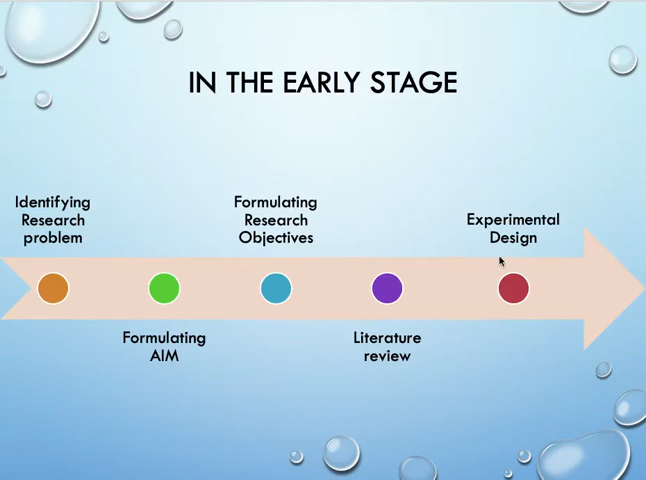 IN THE EARLY STAGE
Identifying
Research
problem
Formulating
AIM
Formulating
Research
Objectives
Literature
review
Experimental
Design